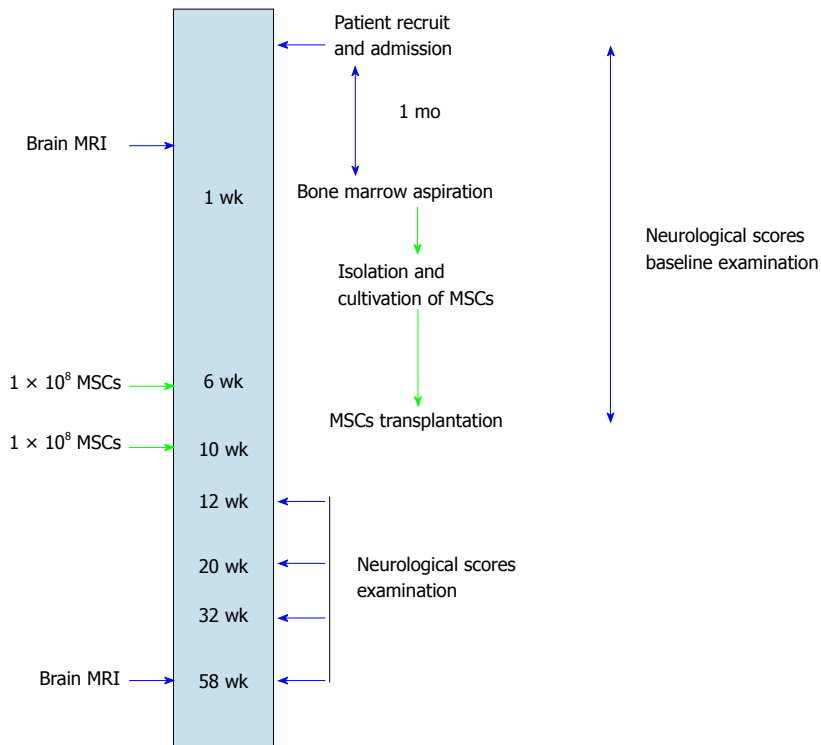 Patient recruit
and admission
1 mo
Brain MRI
Bone marrow aspiration
1 wk
Neurological scores
baseline examination
Isolation and
cultivation of MSCs
1 × 10⁸ MSCs
6 wk
MSCs transplantation
1 × 10⁸ MSCs
10 wk
12 wk
20 wk
Neurological scores
examination
32 wk
Brain MRI
58 wk